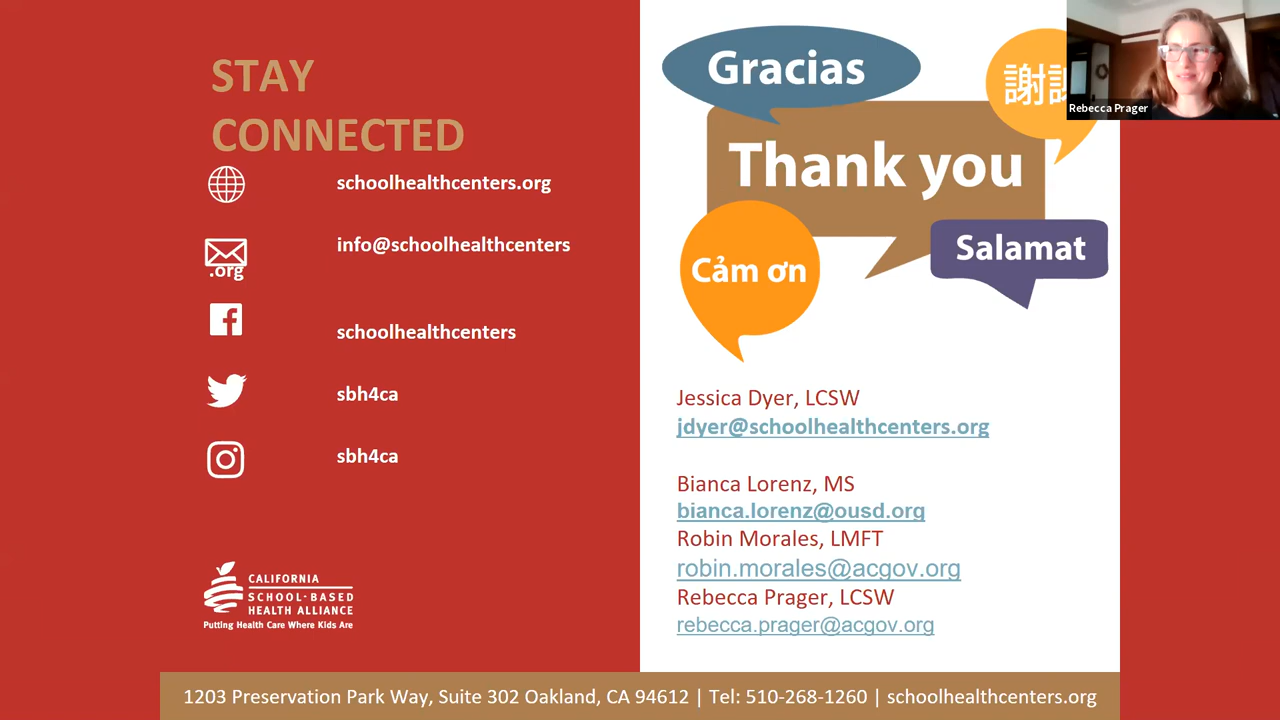 STAY
CONNECTED
schoolhealthcenters.org
info@schoolhealthcenters
.org
schoolhealthcenters
sbh4ca
sbh4ca
CALIFORNIA
SCHOOL-BASED
HEALTH ALLIANCE
Putting Health Care Where Kids Are
Gracias
謝
Thank you
Cảm ơn
Salamat
Rebecca Prager
Jessica Dyer, LCSW
jdyer@schoolhealthcenters.org
Bianca Lorenz, MS
bianca.lorenz@ousd.org
Robin Morales, LMFT
robin.morales@acgov.org
Rebecca Prager, LCSW
rebecca.prager@acgov.org
1203 Preservation Park Way, Suite 302 Oakland, CA 94612 | Tel: 510-268-1260 | schoolhealthcenters.org